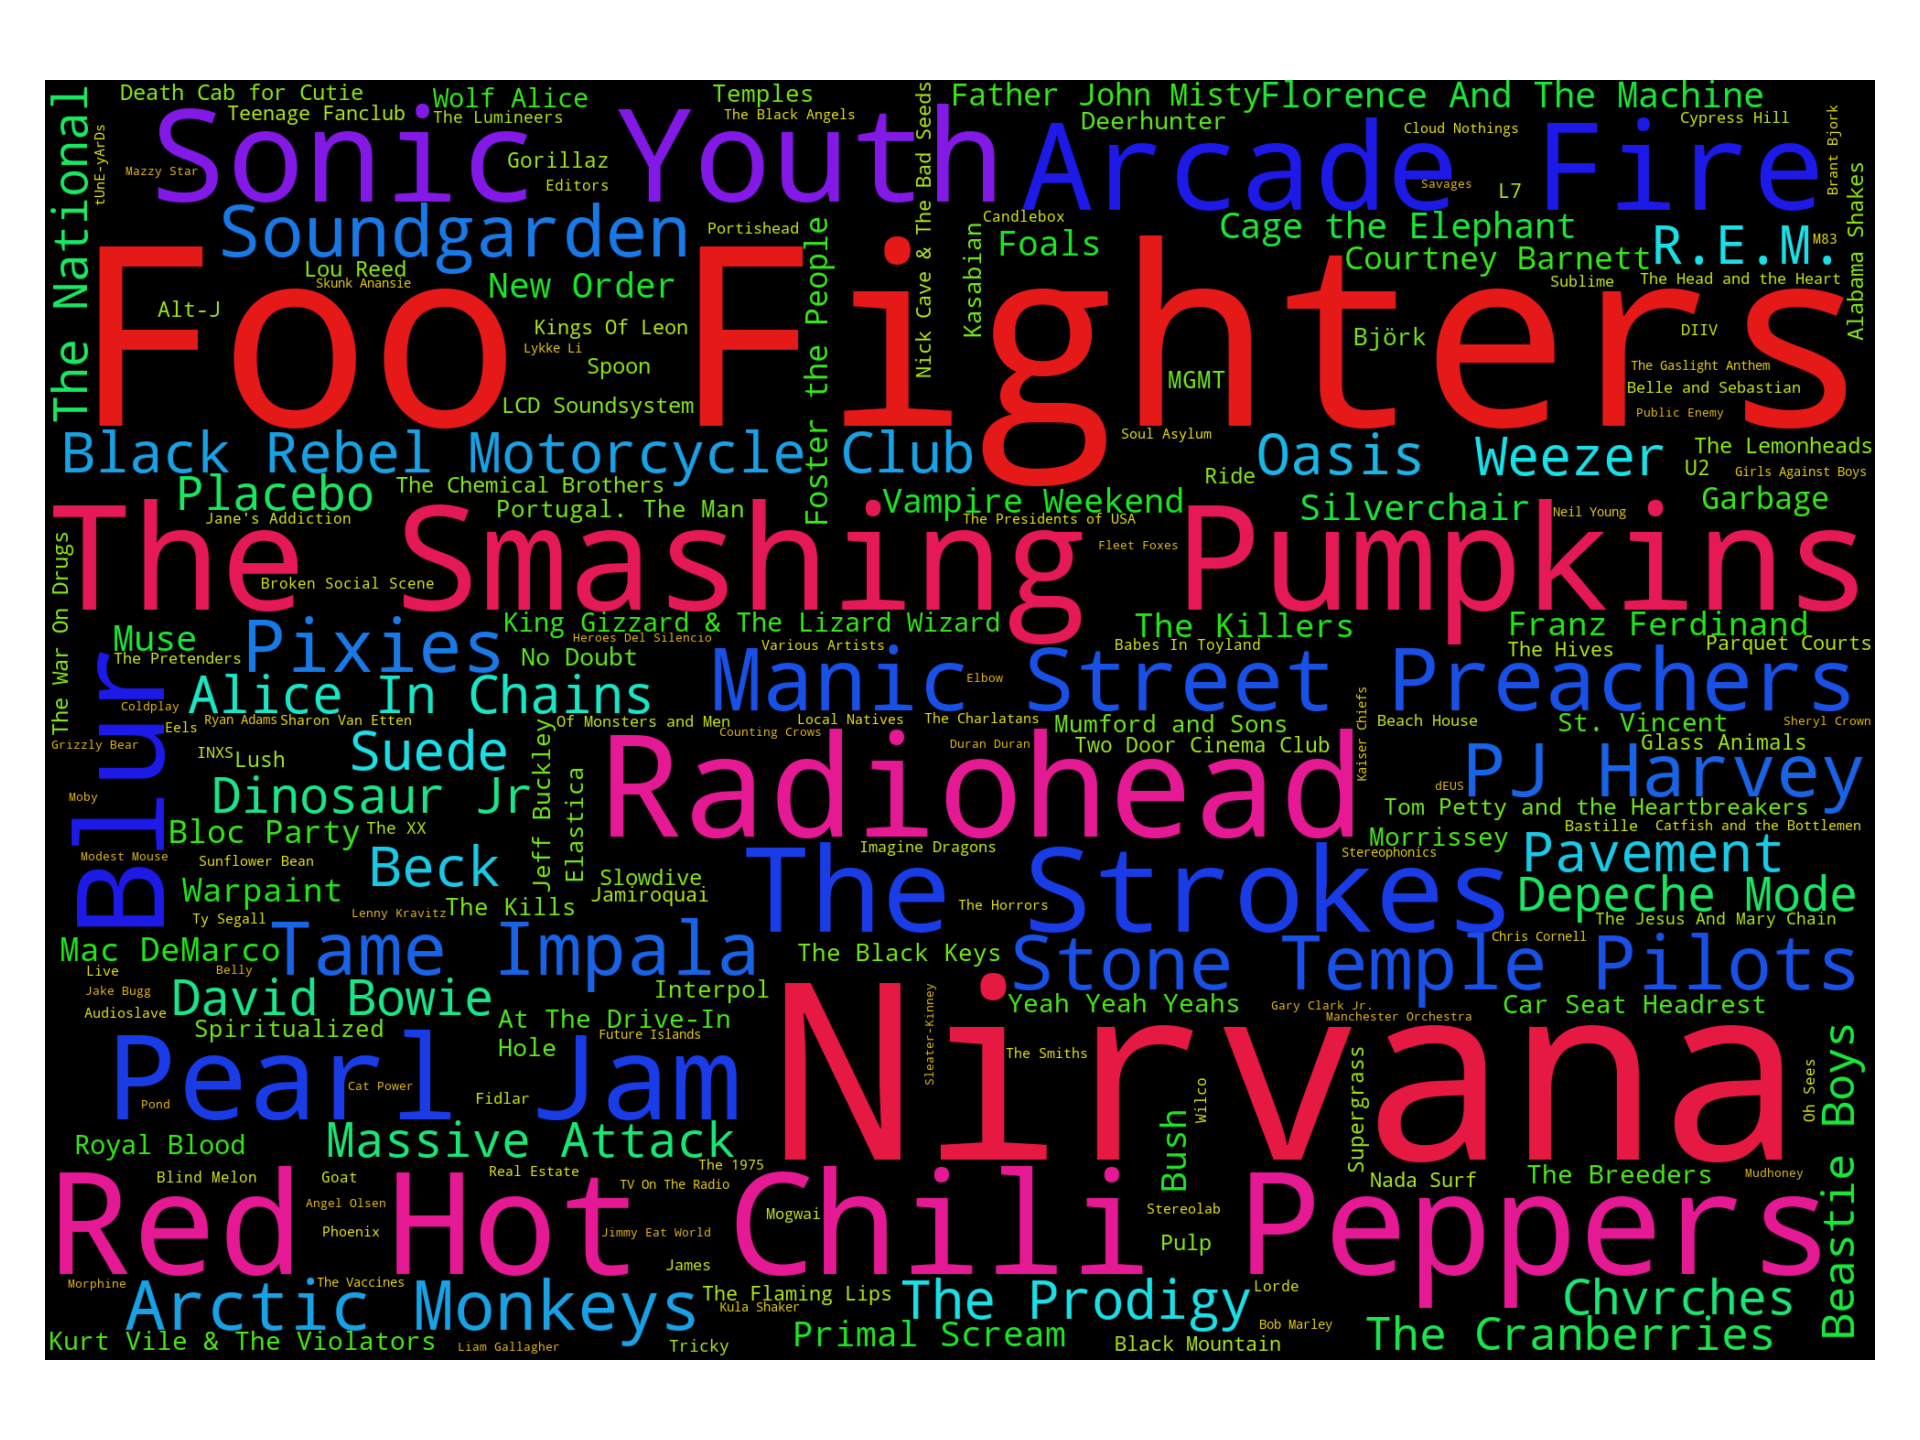 Death Cab for Cutie
Wolf Alice
Temples
Father John Misty
Florence And The Machine
Teenage Fanclub
The Lumineers
The Black Angels
Deerhunter
Cloud Nothings
Cypress Hill
Brant Bjork
The National
tUnE-yArDs
Mazzy Star
Sonic Youth
Gorillaz
Editors
Nick Cave & The Bad Seeds
Arcade Fire
Savages
L7
Alabama Shakes
Soundgarden
Portishead
Candlebox
Foals
Kasabian
Cage the Elephant
Courtney Barnett
R.E.M.
M83
Lou Reed
Skunk Anansie
New Order
Foster the People
Sublime
The Head and the Heart
Foo Fighters
Alt-J
Kings Of Leon
Lykke Li
Spoon
LCD Soundsystem
Björk
MGMT
DIIV
The Gaslight Anthem
Belle and Sebastian
Public Enemy
Black Rebel Motorcycle Club
Soul Asylum
Oasis
Weezer
The Lemonheads
Ride
U2
Girls Against Boys
Placebo
The Chemical Brothers
Vampire Weekend
Silverchair
Garbage
Jane's Addiction
Portugal. The Man
The Presidents of USA
Neil Young
The Smashing Pumpkins
Fleet Foxes
The War On Drugs
Broken Social Scene
Muse
Pixies
King Gizzard & The Lizard Wizard
The Killers
Franz Ferdinand
Heroes Del Silencio
Various Artists
Babes In Toyland
The Hives
Parquet Courts
The Pretenders
No Doubt
Manic Street Preachers
Elbow
Blur
Alice In Chains
Coldplay
Eels
Ryan Adams
Sharon Van Etten
Of Monsters and Men
Local Natives
The Charlatans
Mumford and Sons
Kaiser Chiefs
Beach House
St. Vincent
Sheryl Crown
Grizzly Bear
INXS
Lush
Suede
Jeff Buckley
Counting Crows
Duran Duran
Two Door Cinema Club
Glass Animals
Radiohead
PJ Harvey
dEUS
Moby
Dinosaur Jr
Elastica
Tom Petty and the Heartbreakers
Bloc Party
The XX
Morrissey
Bastille
Catfish and the Bottlemen
Modest Mouse
Sunflower Bean
Beck
Imagine Dragons
Stereophonics
Pavement
Warpaint
Slowdive
Jamiroquai
The Strokes
Depeche Mode
Ty Segall
Lenny Kravitz
The Kills
The Horrors
The Jesus And Mary Chain
Mac DeMarco
Tame Impala
The Black Keys
Stone Temple Pilots
Chris Cornell
Live
Belly
Jake Bugg
David Bowie
Interpol
Yeah Yeah Yeahs
Gary Clark Jr.
Manchester Orchestra
Car Seat Headrest
Audioslave
Spiritualized
At The Drive-In
Hole
Future Islands
Sleater-Kinney
Nirvana
The Smiths
Beastie Boys
Pearl Jam
Cat Power
Pond
Fidlar
Wilco
Supergrass
Oh Sees
Bush
Royal Blood
Massive Attack
The 1975
Blind Melon
Goat
Real Estate
TV On The Radio
Nada Surf
The Breeders
Mudhoney
Red Hot Chili Peppers
Angel Olsen
Phoenix
Jimmy Eat World
Mogwai
Stereolab
Pulp
James
Morphine
The Vaccines
Arctic Monkeys
The Flaming Lips
Kula Shaker
The Prodigy
Lorde
Chvrches
Bob Marley
Kurt Vile & The Violators
Liam Gallagher
Tricky
Primal Scream
Black Mountain
The Cranberries